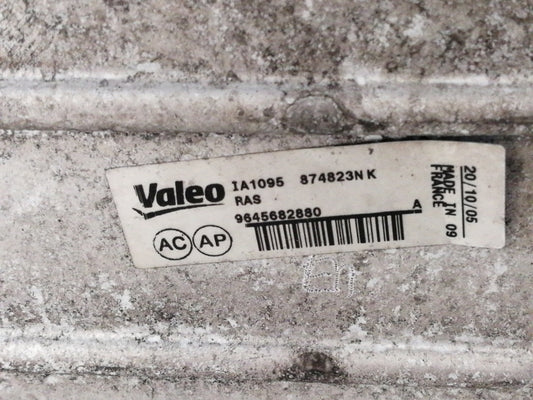 Valeo IA1095 874823N K
RAS
9645682880 A
AC AP
20/10/05
MADE IN 09
FRANCE